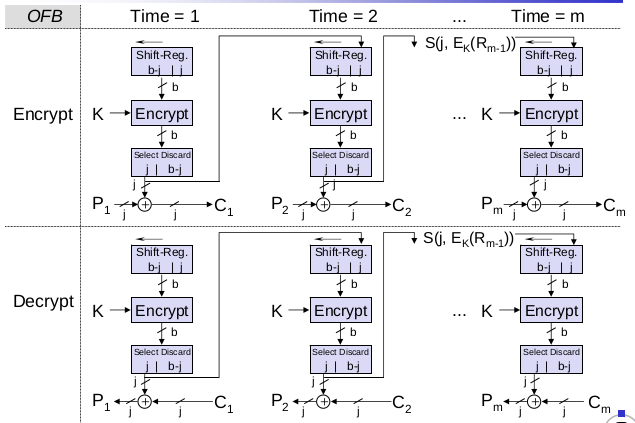 OFB Time = 1 Time = 2 ... Time = m
S(j, E_K(R_m-1))
Shift-Reg. Shift-Reg. Shift-Reg.
b-j | j b-j | j b-j | j
b b b
Encrypt K Encrypt K Encrypt ... K Encrypt
b b b
Select Discard Select Discard Select Discard
j | b-j j | b-j j | b-j
j j j
P_1 + C_1 P_2 + C_2 P_m + C_m
j j j j j j
S(j, E_K(R_m-1))
Shift-Reg. Shift-Reg. Shift-Reg.
b-j | j b-j | j b-j | j
b b b
Decrypt K Encrypt K Encrypt ... K Encrypt
b b b
Select Discard Select Discard Select Discard
j | b-j j | b-j j | b-j
j j j
P_1 + C_1 P_2 + C_2 P_m + C_m
j j j j j j